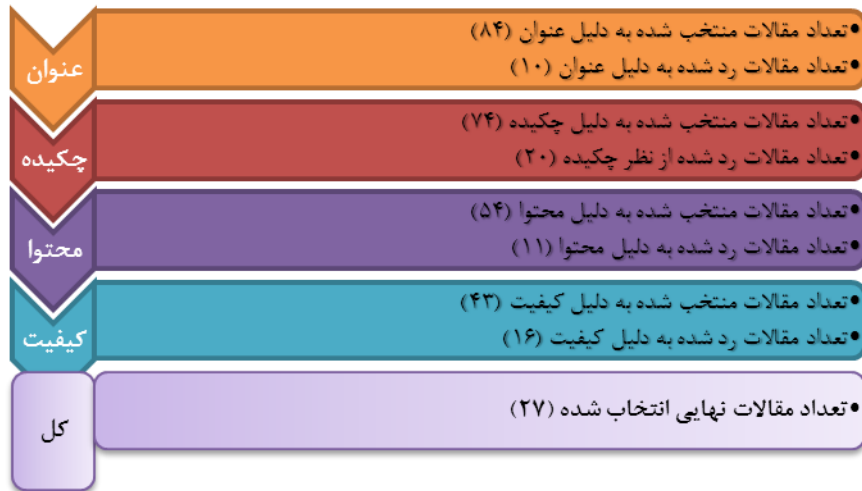 عنوان
•تعداد مقالات منتخب شده به دلیل عنوان (۸۴)
•تعداد مقالات رد شده به دلیل عنوان (۱۰)
چکیده
•تعداد مقالات منتخب شده به دلیل چکیده (۷۴)
•تعداد مقالات رد شده از نظر چکیده (۲۰)
محتوا
•تعداد مقالات منتخب شده به دلیل محتوا (۵۴)
•تعداد مقالات رد شده به دلیل محتوا (۱۱)
کیفیت
•تعداد مقالات منتخب شده به دلیل کیفیت (۴۳)
•تعداد مقالات رد شده به دلیل کیفیت (۱۶)
کل
•تعداد مقالات نهایی انتخاب شده (۲۷)